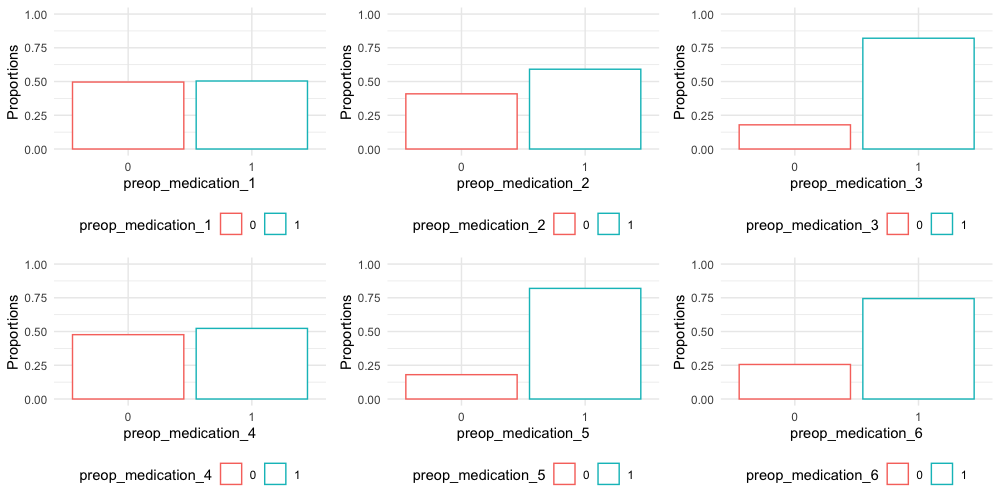 1.00
0.75
0.50
0.25
0.00
Proportions
0 1
preop_medication_1
preop_medication_1 0 1
1.00
0.75
0.50
0.25
0.00
Proportions
0 1
preop_medication_2
preop_medication_2 0 1
1.00
0.75
0.50
0.25
0.00
Proportions
0 1
preop_medication_3
preop_medication_3 0 1
1.00
0.75
0.50
0.25
0.00
Proportions
0 1
preop_medication_4
preop_medication_4 0 1
1.00
0.75
0.50
0.25
0.00
Proportions
0 1
preop_medication_5
preop_medication_5 0 1
1.00
0.75
0.50
0.25
0.00
Proportions
0 1
preop_medication_6
preop_medication_6 0 1